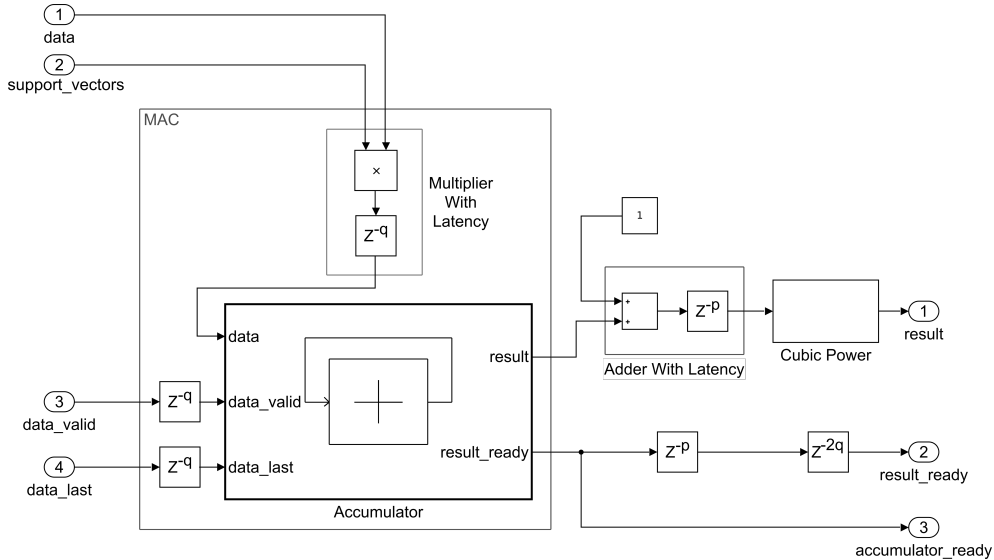 1
data
2
support_vectors
MAC
×
Multiplier
With
Latency
Z-q
1
data
result
+
+
Z-p
Adder With Latency
Cubic Power
1
result
3
data_valid
Z-q
data_valid
4
data_last
Z-q
data_last
result_ready
Accumulator
Z-p
Z-2q
2
result_ready
3
accumulator_ready